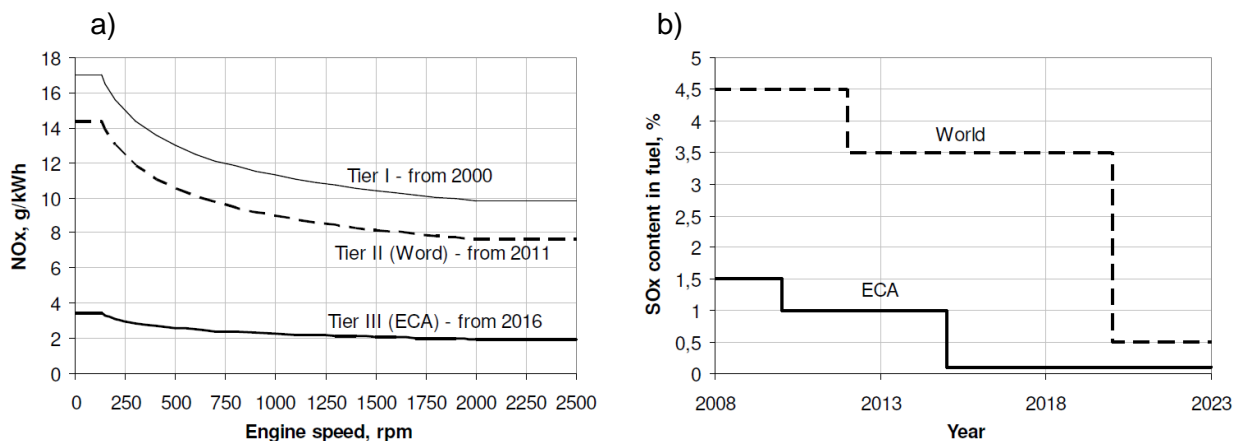 a)
NOx, g/kWh
18
16
14
12
10
8
6
4
2
0
Tier I - from 2000
Tier II (Word) - from 2011
Tier III (ECA) - from 2016
0 250 500 750 1000 1250 1500 1750 2000 2250 2500
Engine speed, rpm
b)
SOx content in fuel, %
5
4,5
4
3,5
3
2,5
2
1,5
1
0,5
0
World
ECA
2008 2013 2018 2023
Year